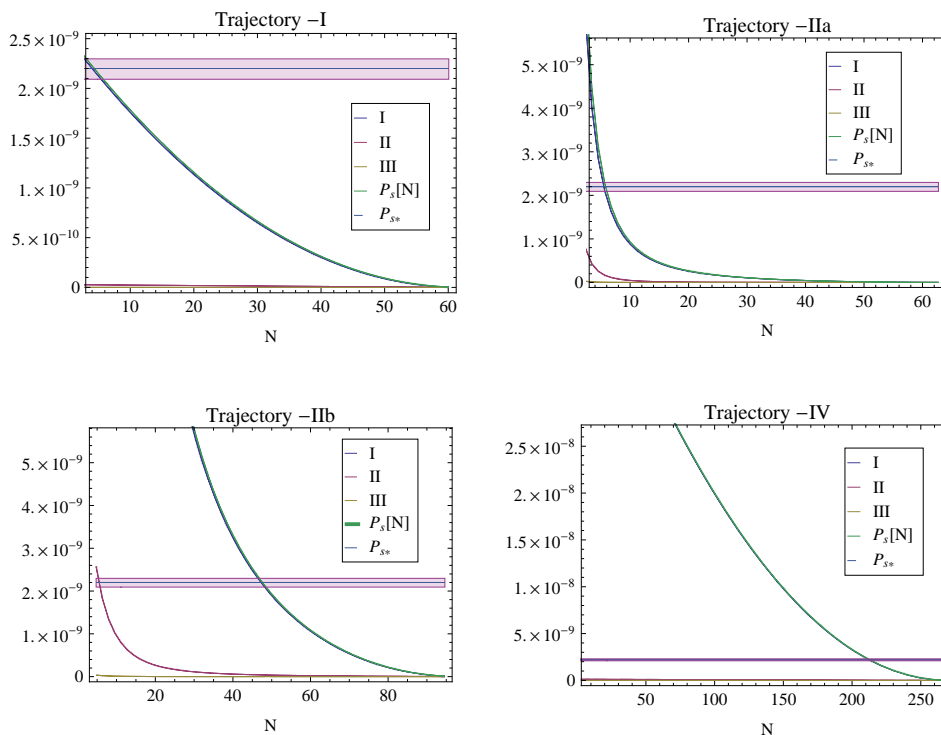 Trajectory −I
2.5×10⁻⁹
2.×10⁻⁹
1.5×10⁻⁹
1.×10⁻⁹
5.×10⁻¹⁰
0
10 20 30 40 50 60
N
I
II
III
Pₛ[N]
Pₛ*
Trajectory −IIa
5.×10⁻⁹
4.×10⁻⁹
3.×10⁻⁹
2.×10⁻⁹
1.×10⁻⁹
0
10 20 30 40 50 60
N
I
II
III
Pₛ[N]
Pₛ*
Trajectory −IIb
5.×10⁻⁹
4.×10⁻⁹
3.×10⁻⁹
2.×10⁻⁹
1.×10⁻⁹
0
20 40 60 80
N
I
II
III
Pₛ[N]
Pₛ*
Trajectory −IV
2.5×10⁻⁸
2.×10⁻⁸
1.5×10⁻⁸
1.×10⁻⁸
5.×10⁻⁹
0
50 100 150 200 250
N
I
II
III
Pₛ[N]
Pₛ*